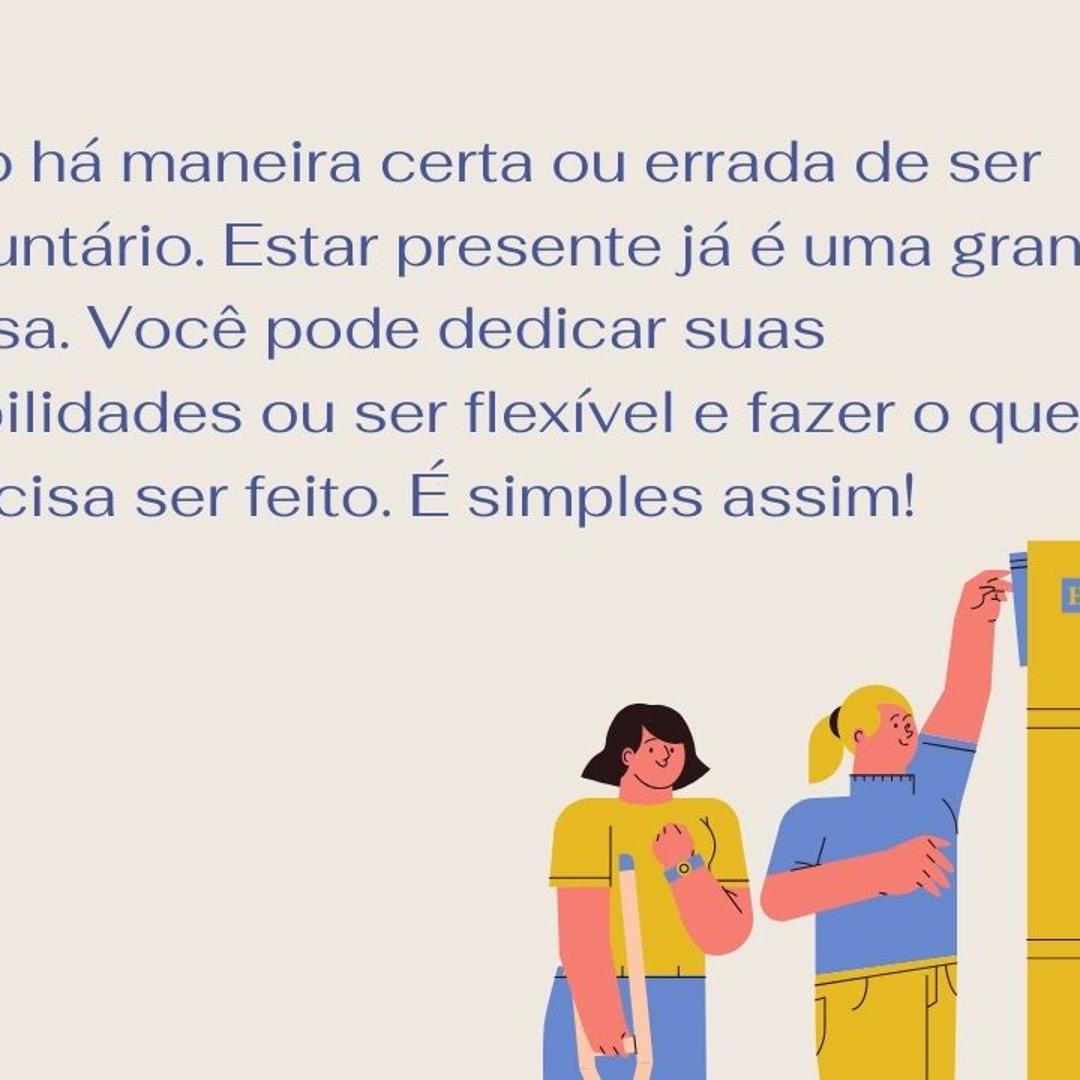 o há maneira certa ou errada de ser
untário. Estar presente já é uma gran
sa. Você pode dedicar suas
bilidades ou ser flexível e fazer o que
cisa ser feito. É simples assim!
H